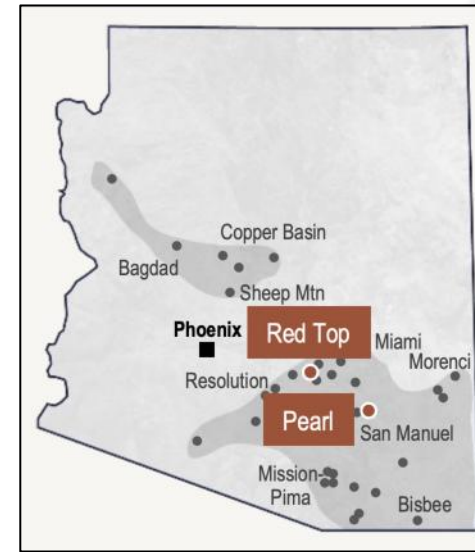 Copper Basin
Bagdad
Sheep Mtn
Phoenix
Red Top
Miami
Morenci
Resolution
Pearl
San Manuel
Mission-
Pima
Bisbee